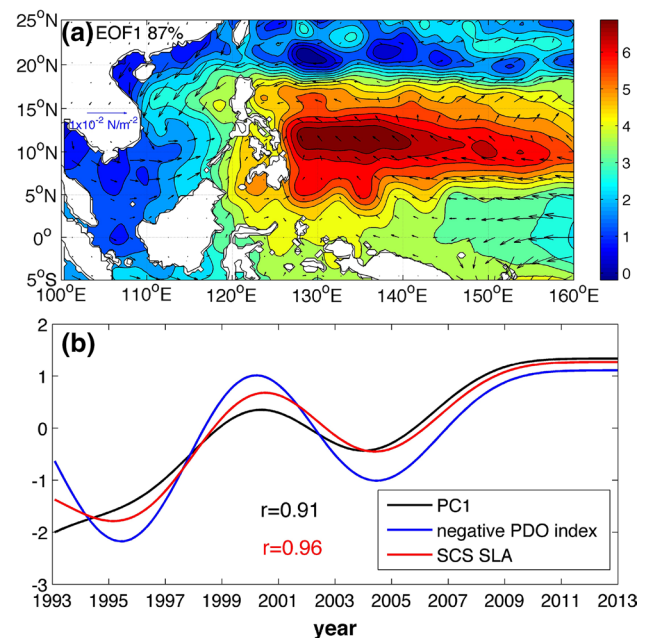 (a) EOF1 87%
25°N
20°N
15°N
10°N
5°N
0°
5°S
1x10⁻² N/m⁻²
100°E 110°E 120°E 130°E 140°E 150°E 160°E
6
5
4
3
2
1
0
(b)
2
1
0
-1
-2
-3
r=0.91
r=0.96
PC1
negative PDO index
SCS SLA
1993 1995 1997 1999 2001 2003 2005 2007 2009 2011 2013
year